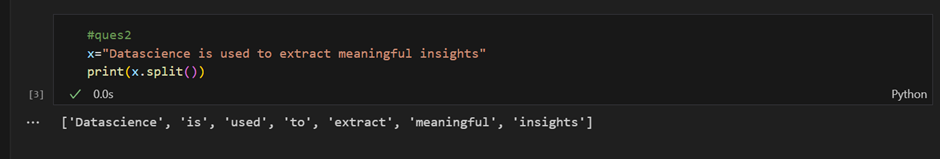 #ques2
x="Datascience is used to extract meaningful insights"
print(x.split())
[3] 0.0s Python
... ['Datascience', 'is', 'used', 'to', 'extract', 'meaningful', 'insights']